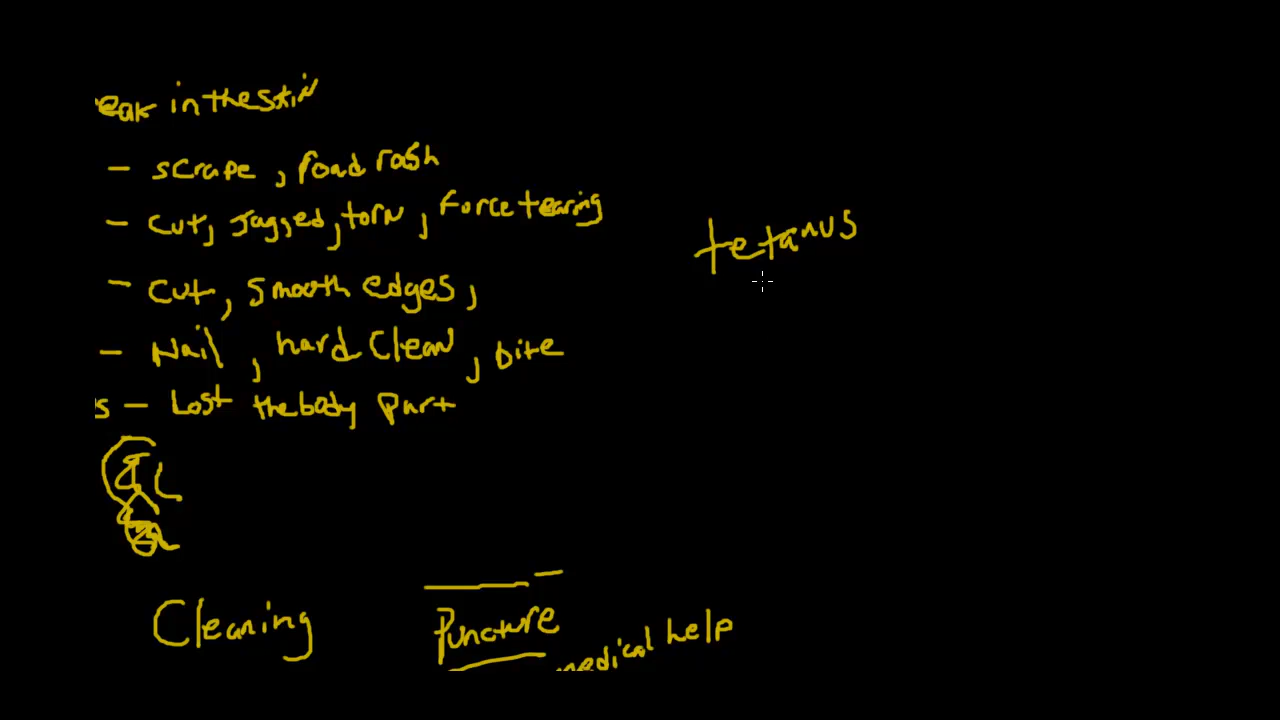 eak in the skin
- scrape, road rash
- Cut, Jagged, torn, force tearing
tetanus
- Cut, smooth edges,
- Nail, hard Clean, bite
s - Lost the body part
Cleaning
Puncture
medical help